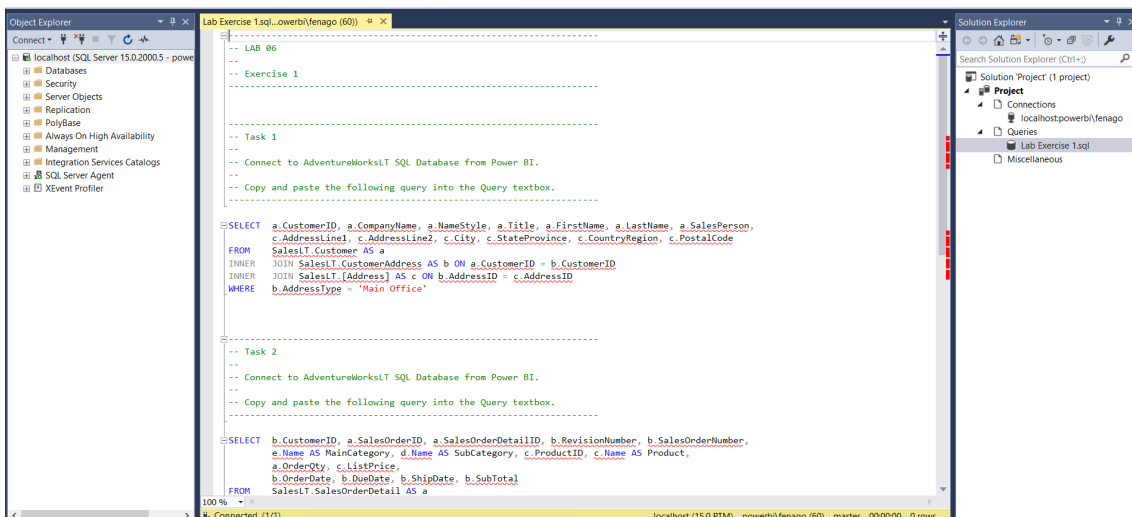 Object Explorer
Connect
localhost (SQL Server 15.0.2000.5 - powe
Databases
Security
Server Objects
Replication
PolyBase
Always On High Availability
Management
Integration Services Catalogs
SQL Server Agent
XEvent Profiler
Lab Exercise 1.sql...owerbi\fenago (60))
------------------------------------------------------------------
-- LAB 06
--
-- Exercise 1
------------------------------------------------------------------
------------------------------------------------------------------
-- Task 1
--
-- Connect to AdventureWorksLT SQL Database from Power BI.
--
-- Copy and paste the following query into the Query textbox.
------------------------------------------------------------------
SELECT a.CustomerID, a.CompanyName, a.NameStyle, a.Title, a.FirstName, a.LastName, a.SalesPerson,
c.AddressLine1, c.AddressLine2, c.City, c.StateProvince, c.CountryRegion, c.PostalCode
FROM SalesLT.Customer AS a
INNER JOIN SalesLT.CustomerAddress AS b ON a.CustomerID = b.CustomerID
INNER JOIN SalesLT.[Address] AS c ON b.AddressID = c.AddressID
WHERE b.AddressType = 'Main Office'
------------------------------------------------------------------
-- Task 2
--
-- Connect to AdventureWorksLT SQL Database from Power BI.
--
-- Copy and paste the following query into the Query textbox.
------------------------------------------------------------------
SELECT b.CustomerID, a.SalesOrderID, a.SalesOrderDetailID, b.RevisionNumber, b.SalesOrderNumber,
e.Name AS MainCategory, d.Name AS SubCategory, c.ProductID, c.Name AS Product,
a.OrderQty, c.ListPrice,
b.OrderDate, b.DueDate, b.ShipDate, b.SubTotal
FROM SalesLT.SalesOrderDetail AS a
100 %
Connected. (1/1)
localhost (15.0 RTM) powerbi\fenago (60) master 00:00:00 0 rows
Solution Explorer
Search Solution Explorer (Ctrl+;)
Solution 'Project' (1 project)
Project
Connections
localhost:powerbi\fenago
Queries
Lab Exercise 1.sql
Miscellaneous